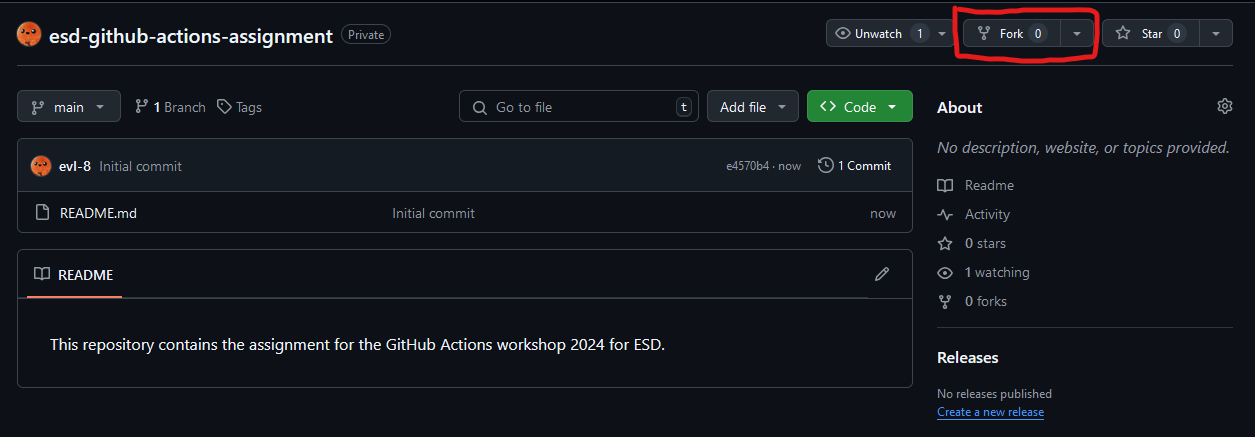 esd-github-actions-assignment Private Unwatch 1 Fork 0 Star 0
main 1 Branch Tags Go to file t Add file Code
evl-8 Initial commit e4570b4 · now 1 Commit
README.md Initial commit now
README
This repository contains the assignment for the GitHub Actions workshop 2024 for ESD.
About
No description, website, or topics provided.
Readme
Activity
0 stars
1 watching
0 forks
Releases
No releases published
Create a new release